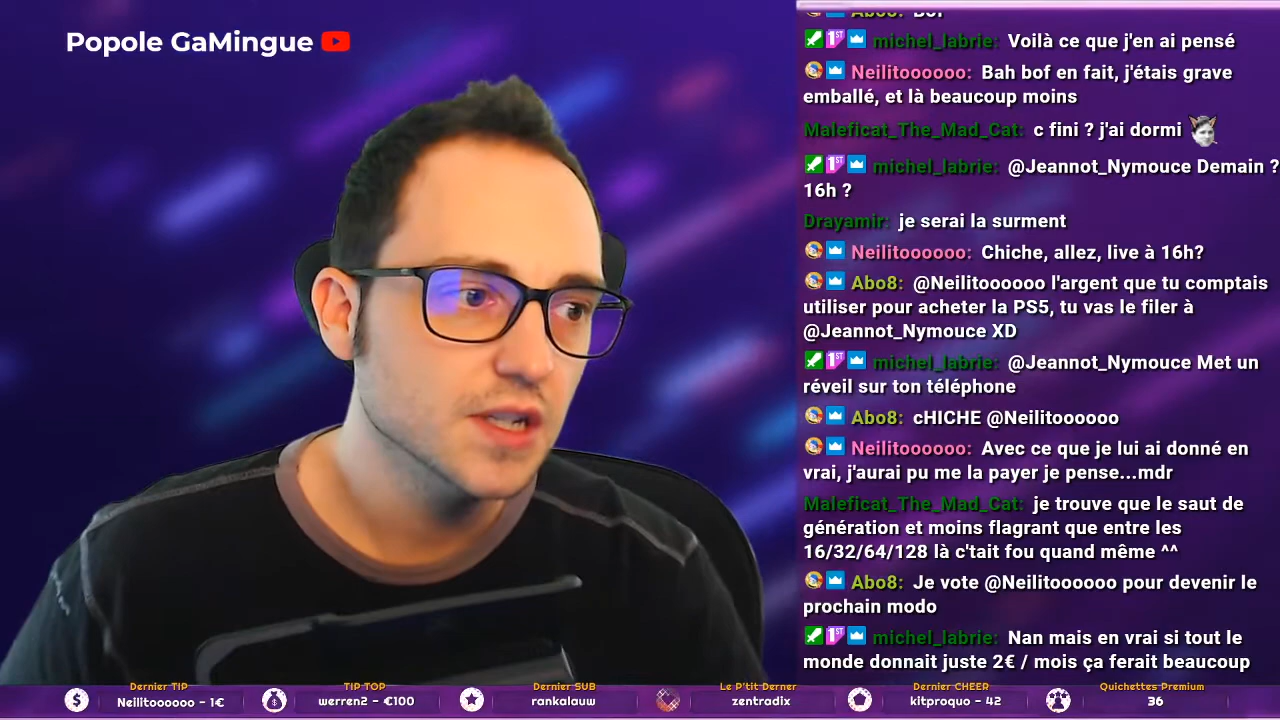 Popole GaMingue
Abo8: Bof
michel_labrie: Voilà ce que j'en ai pensé
Neilitoooooo: Bah bof en fait, j'étais grave
emballé, et là beaucoup moins
Maleficat_The_Mad_Cat: c fini ? j'ai dormi
michel_labrie: @Jeannot_Nymouce Demain ?
16h ?
Drayamir: je serai la surment
Neilitoooooo: Chiche, allez, live à 16h?
Abo8: @Neilitoooooo l'argent que tu comptais
utiliser pour acheter la PS5, tu vas le filer à
@Jeannot_Nymouce XD
michel_labrie: @Jeannot_Nymouce Met un
réveil sur ton téléphone
Abo8: cHICHE @Neilitoooooo
Neilitoooooo: Avec ce que je lui ai donné en
vrai, j'aurai pu me la payer je pense...mdr
Maleficat_The_Mad_Cat: je trouve que le saut de
génération et moins flagrant que entre les
16/32/64/128 là c'tait fou quand même ^^
Abo8: Je vote @Neilitoooooo pour devenir le
prochain modo
michel_labrie: Nan mais en vrai si tout le
monde donnait juste 2€ / mois ça ferait beaucoup
Dernier TIP
Neilitoooooo - 1€
TIP TOP
werren2 - €100
Dernier SUB
rankalauw
Le P'tit Derner
zentradix
Dernier CHEER
kitproquo - 42
Quichettes Premium
36